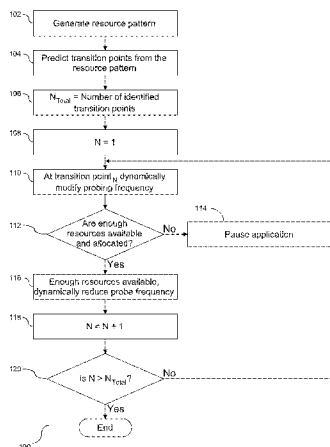 102
Generate resource pattern
104
Predict transition points from the
resource pattern
106
N_Total = Number of identified
transition points
108
N = 1
110
At transition point_N dynamically
modify probing frequency
112
Are enough
resources available
and allocated?
No
114
Pause application
Yes
116
Enough resources available,
dynamically reduce probe frequency
118
N = N + 1
120
Is N > N_Total?
No
Yes
End
100